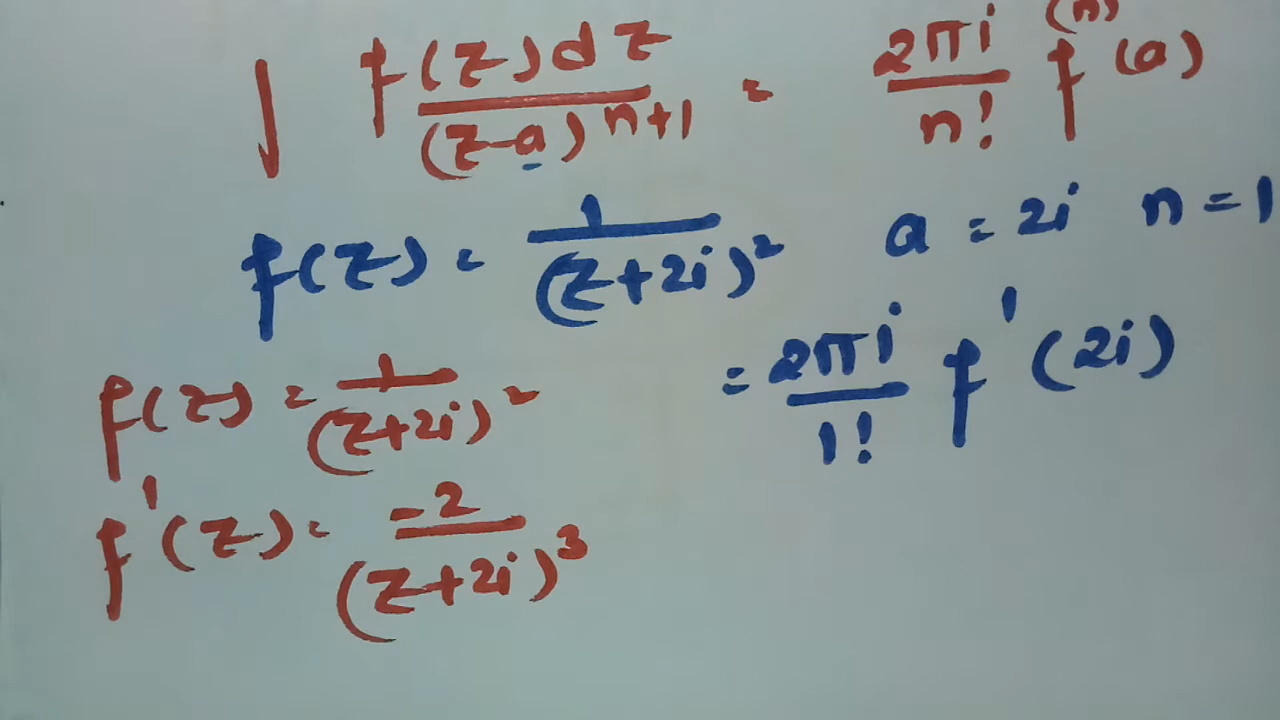 ∫ f(z)dz / (z-a)^(n+1) = 2πi / n! f^(n) (a)
f(z) = 1 / (z+2i)² a = 2i n = 1
f(z) = 1 / (z+2i)² = 2πi / 1! f'(2i)
f'(z) = -2 / (z+2i)³